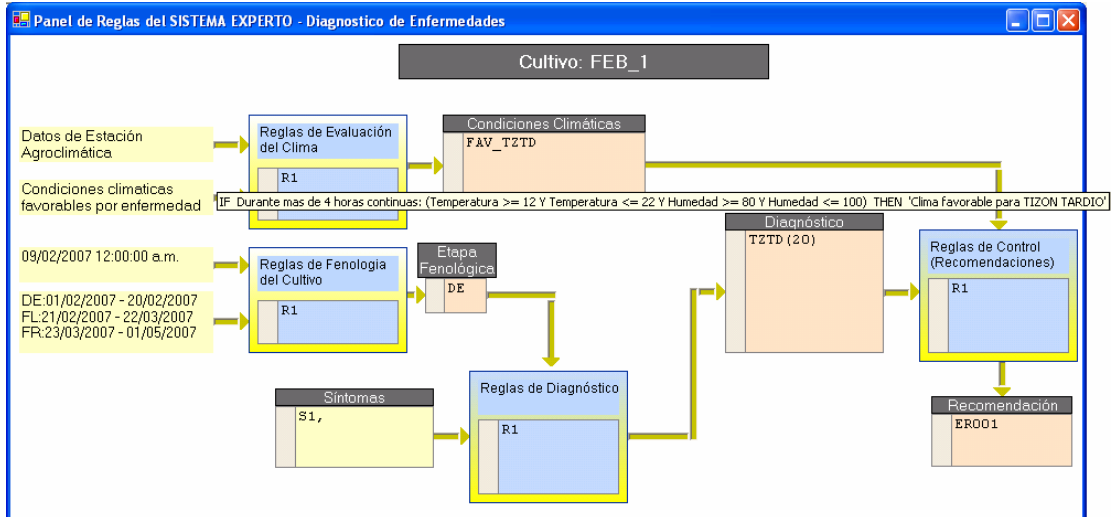 Panel de Reglas del SISTEMA EXPERTO - Diagnostico de Enfermedades
Cultivo: FEB_1
Datos de Estación
Agroclimática
Reglas de Evaluación
del Clima
R1
Condiciones Climáticas
FAV_TZTD
Condiciones climaticas
favorables por enfermedad
IF Durante mas de 4 horas continuas: (Temperatura >= 12 Y Temperatura <= 22 Y Humedad >= 80 Y Humedad <= 100) THEN 'Clima favorable para TIZON TARDIO'
09/02/2007 12:00:00 a.m.
DE:01/02/2007 - 20/02/2007
FL:21/02/2007 - 22/03/2007
FR:23/03/2007 - 01/05/2007
Reglas de Fenologia
del Cultivo
R1
Etapa
Fenológica
DE
Diagnóstico
TZTD(20)
Reglas de Control
(Recomendaciones)
R1
Síntomas
S1,
Reglas de Diagnóstico
R1
Recomendación
ER001